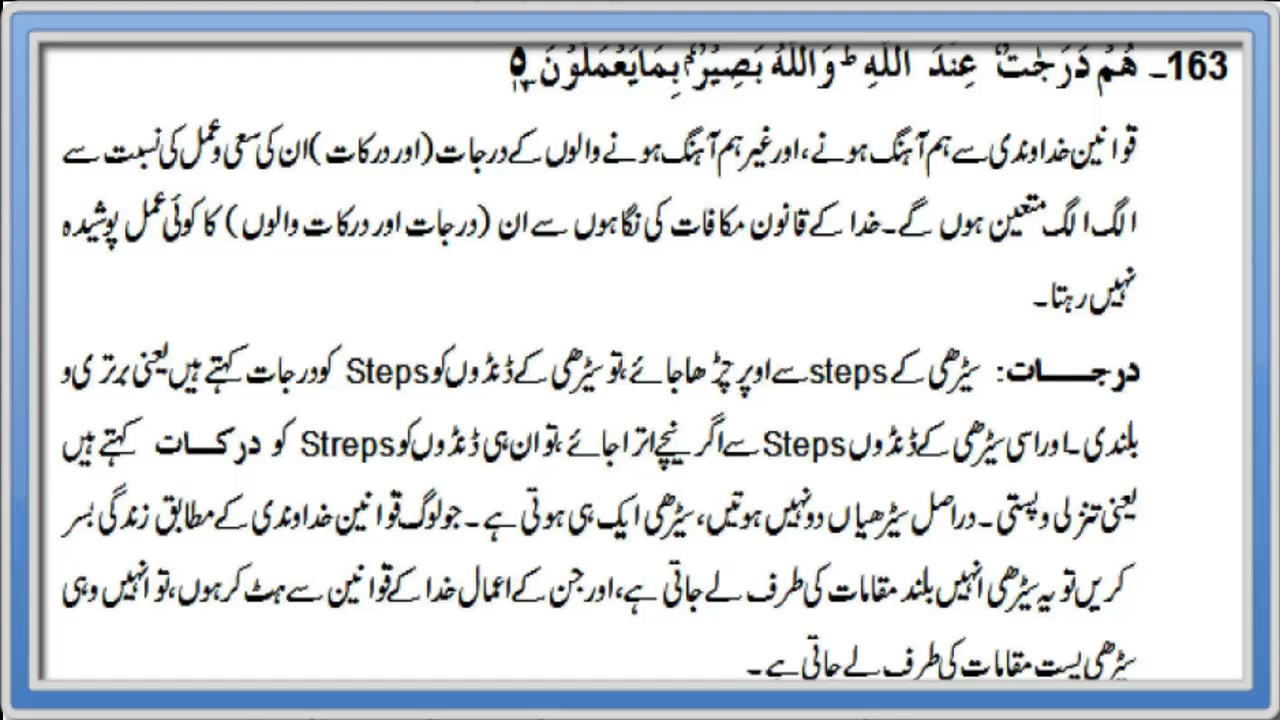 163۔ هُمْ دَرَجٰتٌ عِنْدَ اللّٰهِ ؕ وَاللّٰهُ بَصِيْرٌۢ بِمَا يَعْمَلُوْنَ
قوانین خداوندی سے ہم آہنگ ہونے، اور غیر ہم آہنگ ہونے والوں کے درجات (اور درکات) ان کی سعی و عمل کی نسبت سے
الگ الگ متعین ہوں گے۔ خدا کے قانون مکافات کی نگاہوں سے ان (درجات اور درکات والوں) کا کوئی عمل پوشیدہ
نہیں رہتا۔
درجـــات: سیڑھی کے steps سے اوپر چڑھا جائے، تو سیڑھی کے ڈنڈوں کو Steps کو درجات کہتے ہیں یعنی برتری و
بلندی۔ اور اسی سیڑھی کے ڈنڈوں Steps سے اگر نیچے اترا جائے، تو ان ہی ڈنڈوں کو Streps کو درکـــات کہتے ہیں
یعنی تنزلی و پستی۔ دراصل سیڑھیاں دو نہیں ہوتیں، سیڑھی ایک ہی ہوتی ہے۔ جو لوگ قوانین خداوندی کے مطابق زندگی بسر
کریں تو یہ سیڑھی انہیں بلند مقامات کی طرف لے جاتی ہے، اور جن کے اعمال خدا کے قوانین سے ہٹ کر ہوں، تو انہیں وہی
سیڑھی پست مقامات کی طرف لے جاتی ہے۔